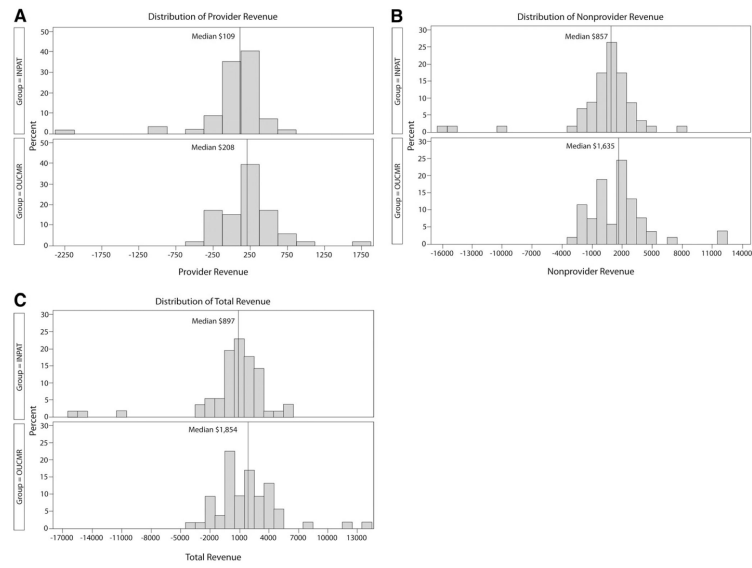 A
Distribution of Provider Revenue
Group = INPAT
Group = OUCMR
Percent
50
40
30
20
10
0
Median $109
50
40
30
20
10
0
Median $208
-2250 -1750 -1250 -750 -250 250 750 1250 1750
Provider Revenue
B
Distribution of Nonprovider Revenue
Group = INPAT
Group = OUCMR
Percent
30
25
20
15
10
5
0
Median $857
30
25
20
15
10
5
0
Median $1,635
-16000 -13000 -10000 -7000 -4000 -1000 2000 5000 8000 11000 14000
Nonprovider Revenue
C
Distribution of Total Revenue
Group = INPAT
Group = OUCMR
Percent
30
25
20
15
10
5
0
Median $897
30
25
20
15
10
5
0
Median $1,854
-17000 -14000 -11000 -8000 -5000 -2000 1000 4000 7000 10000 13000
Total Revenue